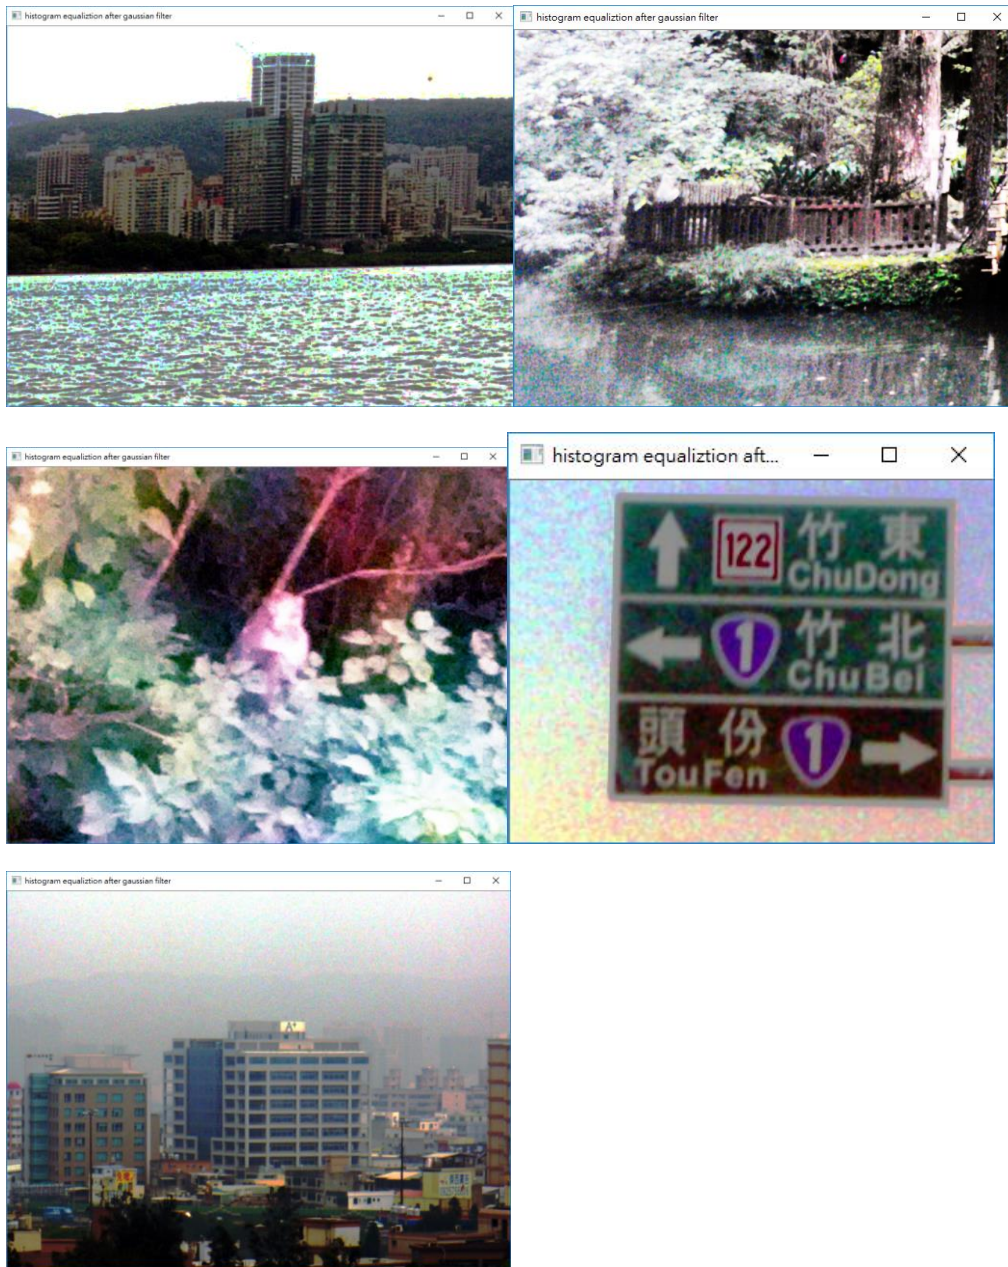 histogram equaliztion after gaussian filter
histogram equaliztion after gaussian filter
histogram equaliztion after gaussian filter
histogram equaliztion aft...
122 竹東
ChuDong
1 竹北
ChuBei
頭份 1
TouFen
histogram equaliztion after gaussian filter
A+